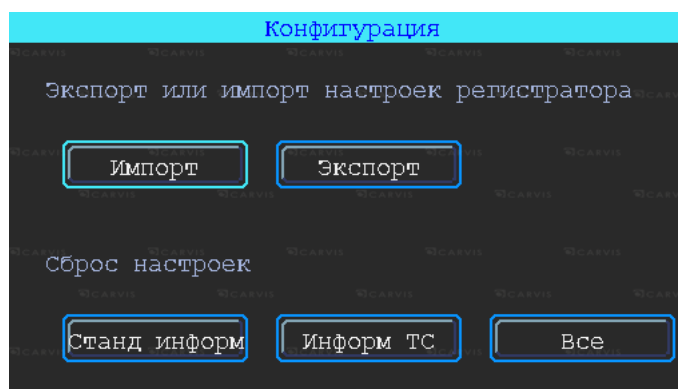 Конфигурация
Экспорт или импорт настроек регистратора
Импорт Экспорт
Сброс настроек
Станд информ Информ ТС Все